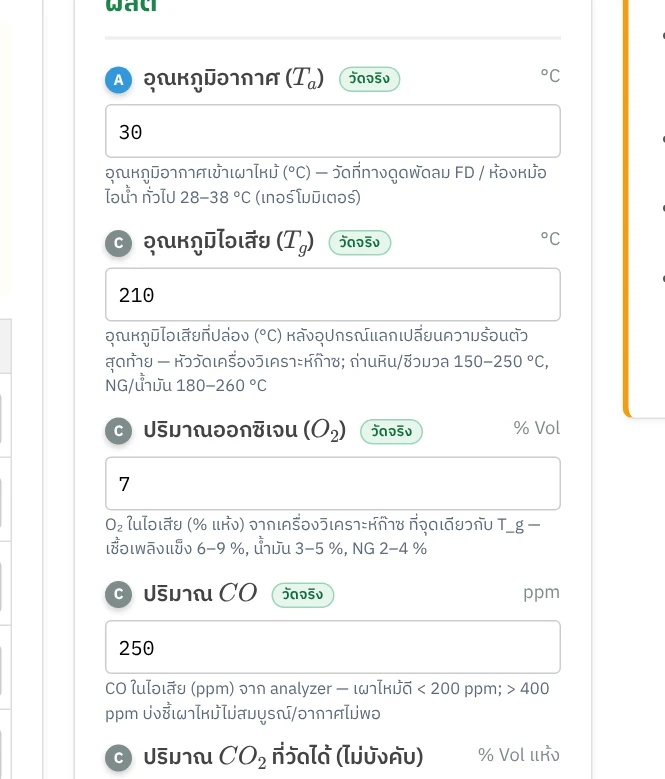 ผลิต
A อุณหภูมิอากาศ (Tₐ) วัดจริง °C
30
อุณหภูมิอากาศเข้าเผาไหม้ (°C) — วัดที่ทางดูดพัดลม FD / ห้องหม้อ
ไอน้ำ ทั่วไป 28–38 °C (เทอร์โมมิเตอร์)
C อุณหภูมิไอเสีย (T_g) วัดจริง °C
210
อุณหภูมิไอเสียที่ปล่อง (°C) หลังอุปกรณ์แลกเปลี่ยนความร้อนตัว
สุดท้าย — หัววัดเครื่องวิเคราะห์ก๊าซ; ถ่านหิน/ชีวมวล 150–250 °C,
NG/น้ำมัน 180–260 °C
C ปริมาณออกซิเจน (O₂) วัดจริง % Vol
7
O₂ ในไอเสีย (% แห้ง) จากเครื่องวิเคราะห์ก๊าซ ที่จุดเดียวกับ T_g —
เชื้อเพลิงแข็ง 6–9 %, น้ำมัน 3–5 %, NG 2–4 %
C ปริมาณ CO วัดจริง ppm
250
CO ในไอเสีย (ppm) จาก analyzer — เผาไหม้ดี < 200 ppm; > 400
ppm บ่งชี้เผาไหม้ไม่สมบูรณ์/อากาศไม่พอ
C ปริมาณ CO₂ ที่วัดได้ (ไม่บังคับ) % Vol แห้ง